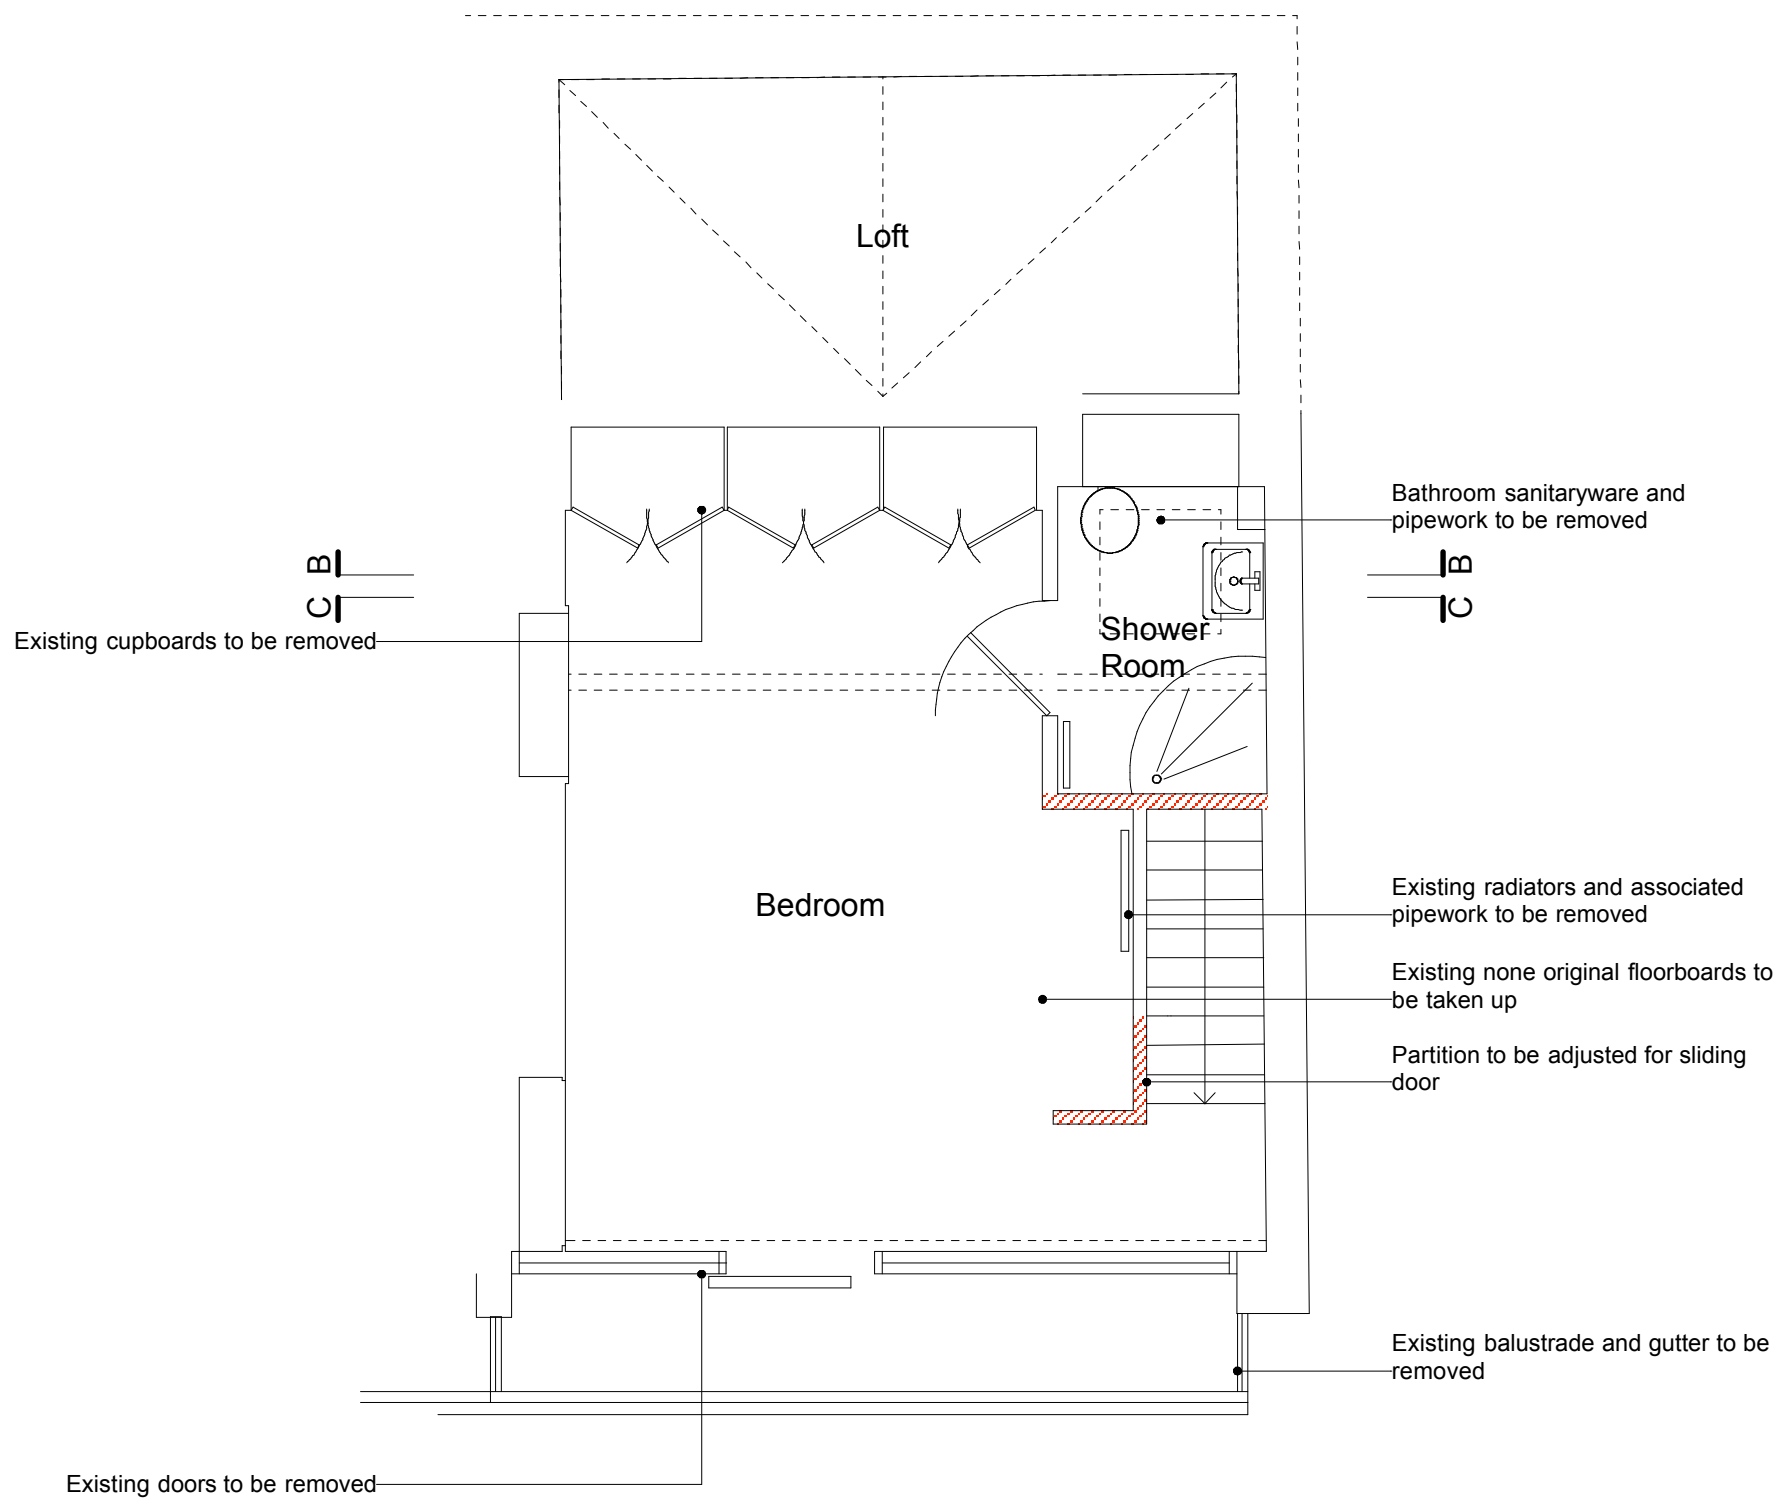 Loft
Bathroom sanitaryware and
pipework to be removed
B
C
B
C
Existing cupboards to be removed
Shower
Room
Bedroom
Existing radiators and associated
pipework to be removed
Existing none original floorboards to
be taken up
Partition to be adjusted for sliding
door
Existing balustrade and gutter to be
removed
Existing doors to be removed